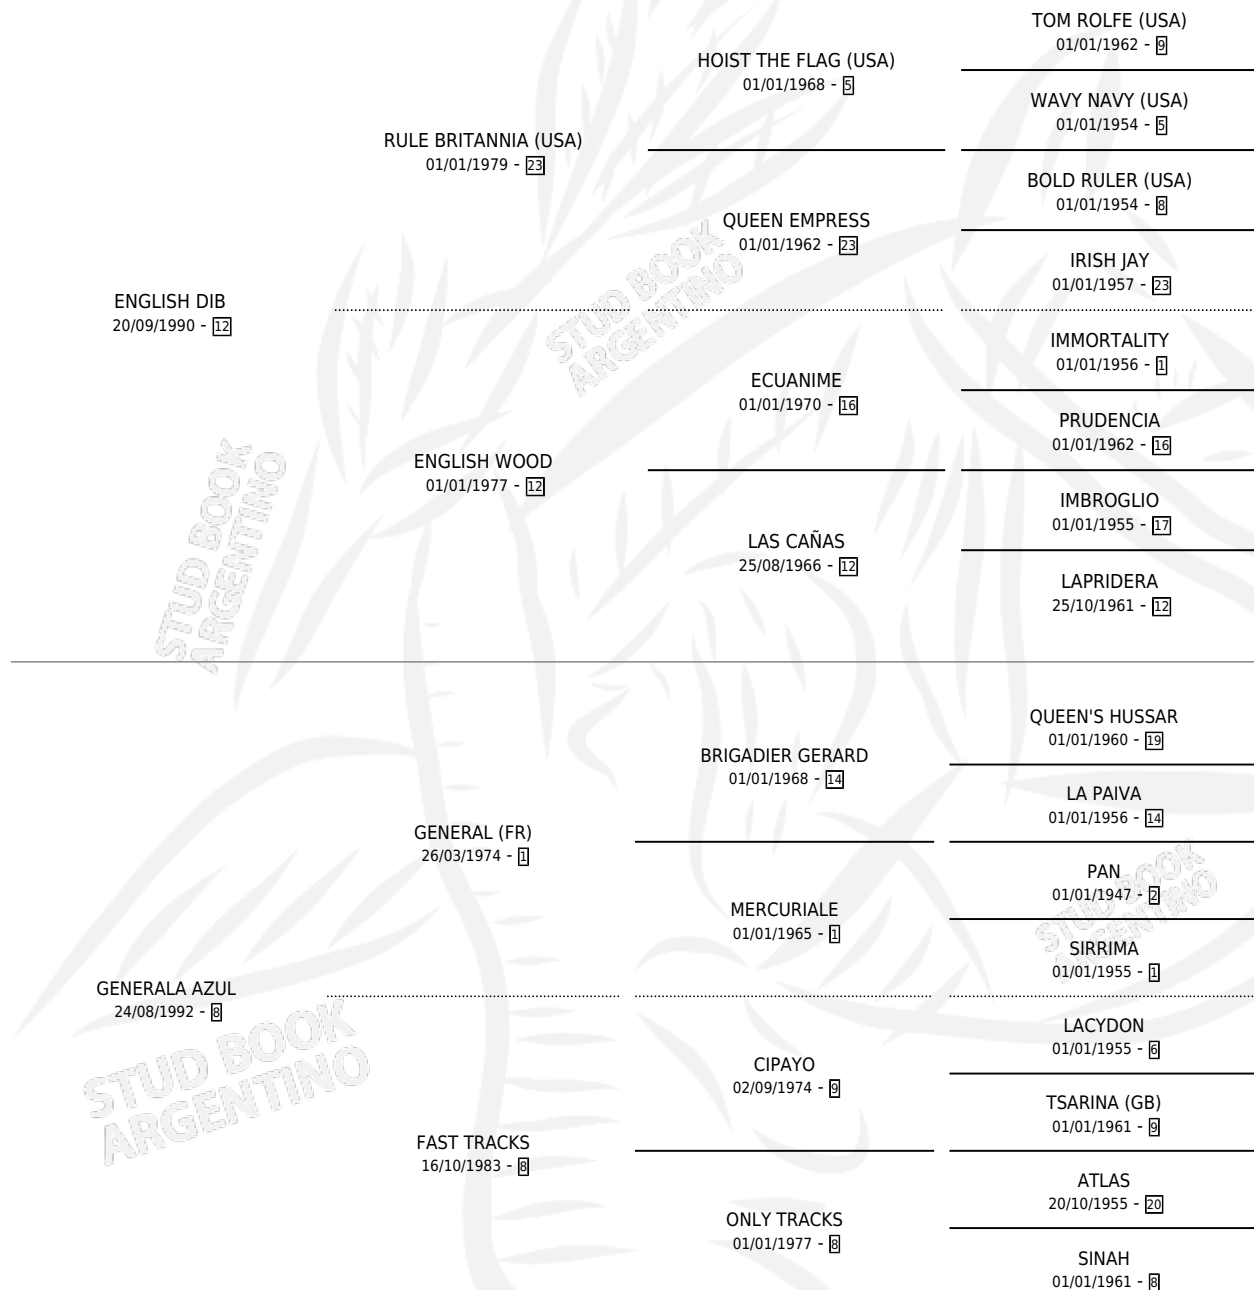 TOM ROLFE (USA)
01/01/1962 - 9
HOIST THE FLAG (USA)
01/01/1968 - 5
WAVY NAVY (USA)
01/01/1954 - 5
RULE BRITANNIA (USA)
01/01/1979 - 23
BOLD RULER (USA)
01/01/1954 - 8
QUEEN EMPRESS
01/01/1962 - 23
IRISH JAY
01/01/1957 - 23
ENGLISH DIB
20/09/1990 - 12
IMMORTALITY
01/01/1956 - 1
ECUANIME
01/01/1970 - 16
PRUDENCIA
01/01/1962 - 16
ENGLISH WOOD
01/01/1977 - 12
IMBROGLIO
01/01/1955 - 17
LAS CAÑAS
25/08/1966 - 12
LAPRIDERA
25/10/1961 - 12
STUD BOOK
ARGENTINO
STUD BOOK
ARGENTINO
QUEEN'S HUSSAR
01/01/1960 - 19
BRIGADIER GERARD
01/01/1968 - 14
LA PAIVA
01/01/1956 - 14
GENERAL (FR)
26/03/1974 - 1
PAN
01/01/1947 - 2
MERCURIALE
01/01/1965 - 1
SIRRIMA
01/01/1955 - 1
GENERALA AZUL
24/08/1992 - 8
LACYDON
01/01/1955 - 6
CIPAYO
02/09/1974 - 9
TSARINA (GB)
01/01/1961 - 9
FAST TRACKS
16/10/1983 - 8
ATLAS
20/10/1955 - 20
ONLY TRACKS
01/01/1977 - 8
SINAH
01/01/1961 - 8
STUD BOOK
ARGENTINO
STUD BOOK
ARGENTINO